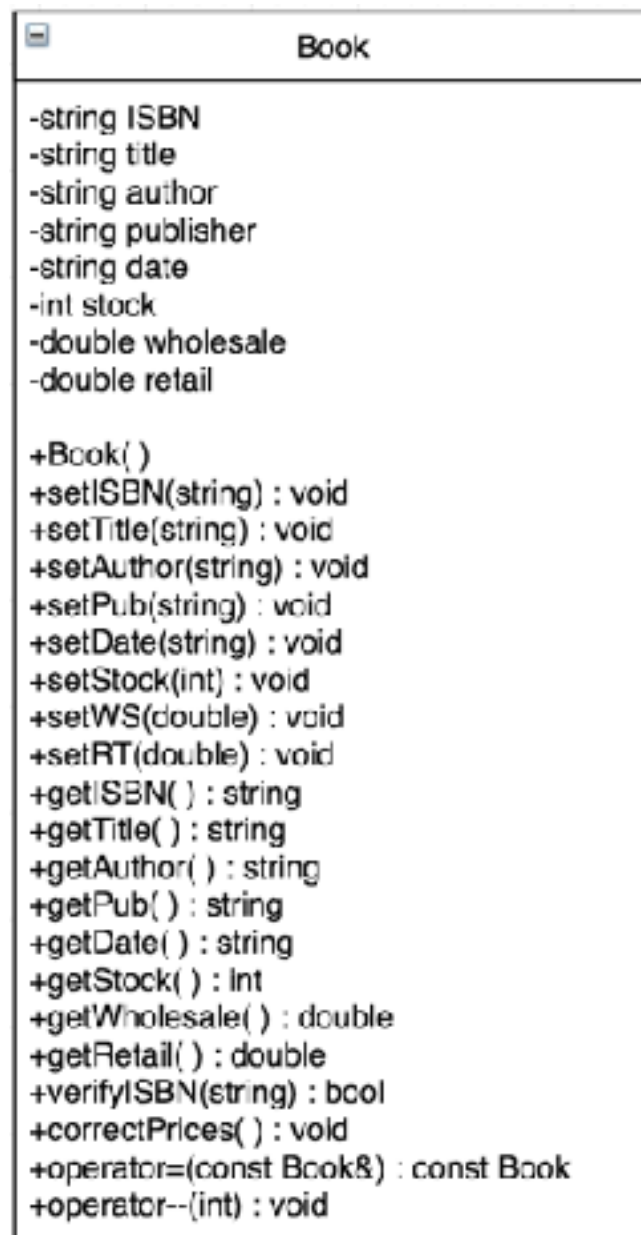 Book
-string ISBN
-string title
-string author
-string publisher
-string date
-int stock
-double wholesale
-double retail
+Book( )
+setISBN(string) : void
+setTitle(string) : void
+setAuthor(string) : void
+setPub(string) : void
+setDate(string) : void
+setStock(int) : void
+setWS(double) : void
+setRT(double) : void
+getISBN( ) : string
+getTitle( ) : string
+getAuthor( ) : string
+getPub( ) : string
+getDate( ) : string
+getStock( ) : int
+getWholesale( ) : double
+getRetail( ) : double
+verifyISBN(string) : bool
+correctPrices( ) : void
+operator=(const Book&) : const Book
+operator--(int) : void